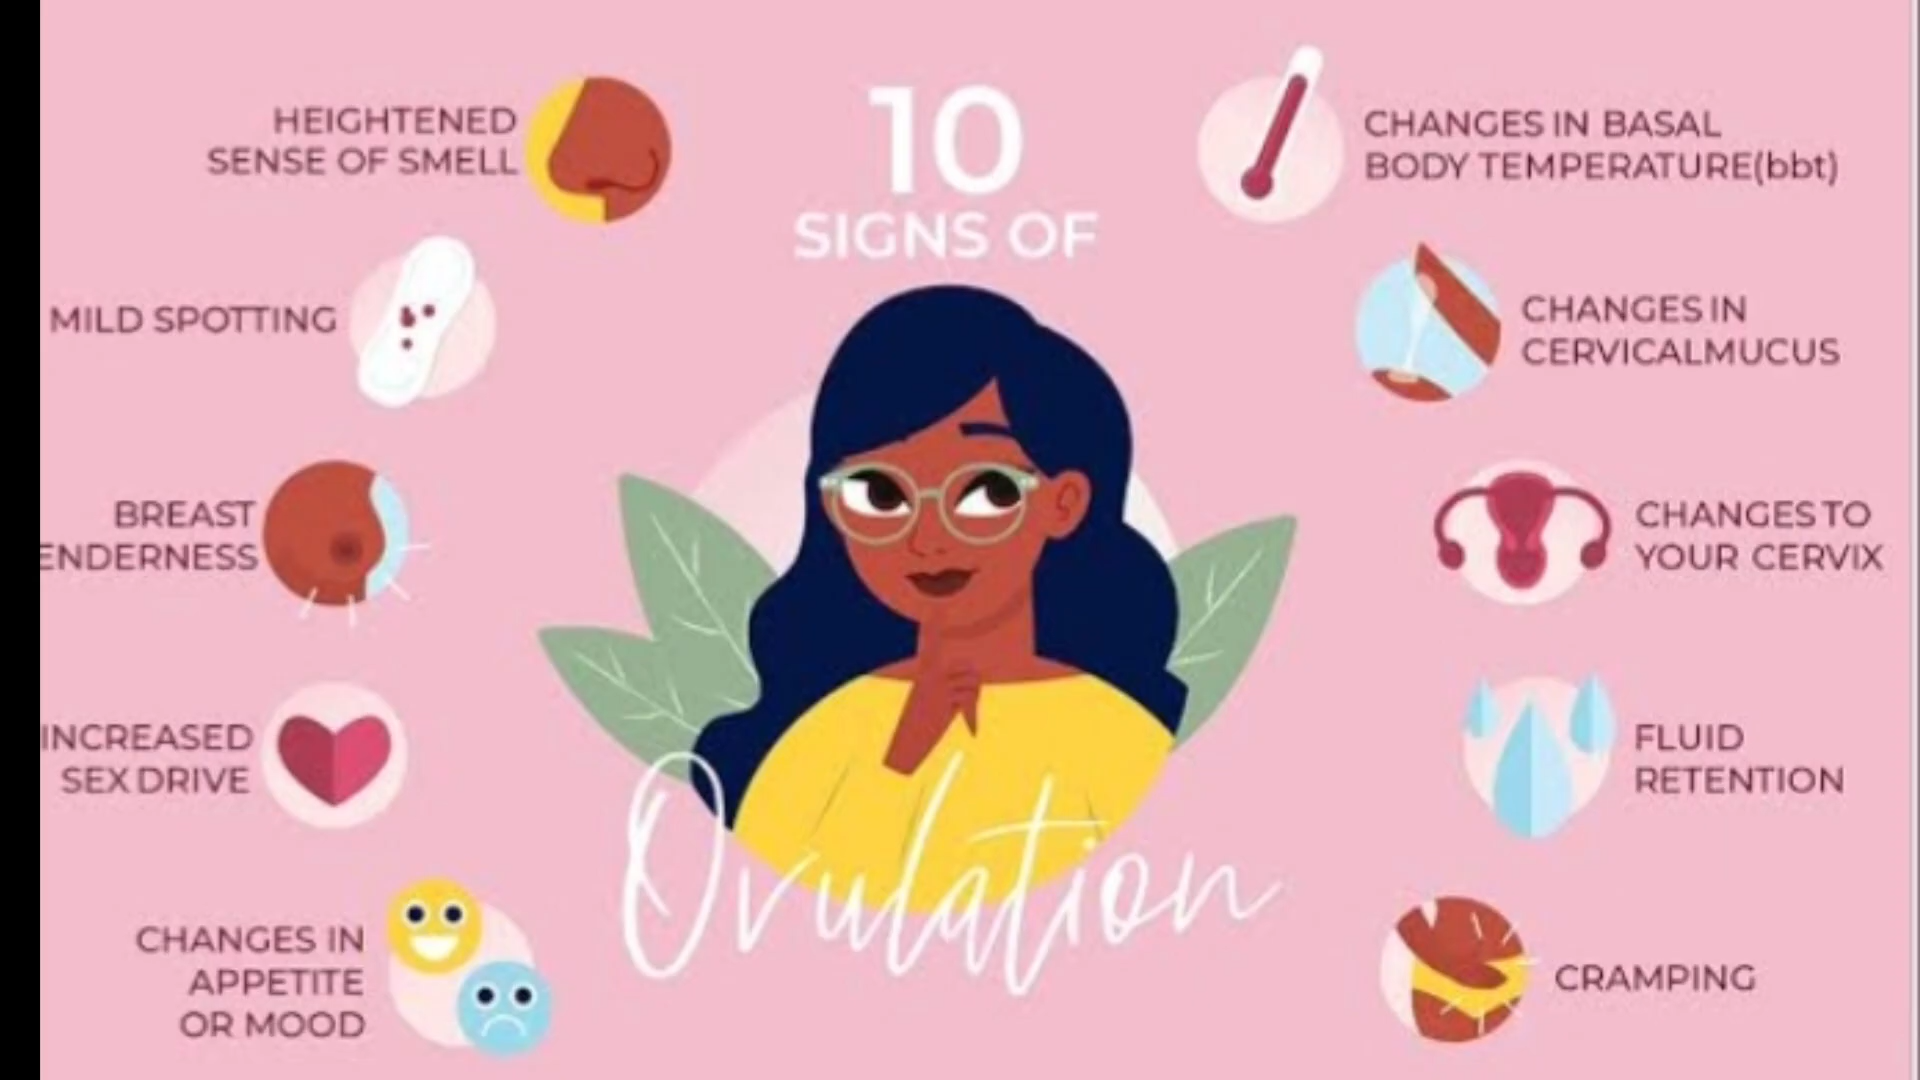 10
SIGNS OF
Ovulation
HEIGHTENED
SENSE OF SMELL
MILD SPOTTING
BREAST
ENDERNESS
INCREASED
SEX DRIVE
CHANGES IN
APPETITE
OR MOOD
CHANGES IN BASAL
BODY TEMPERATURE(bbt)
CHANGES IN
CERVICALMUCUS
CHANGES TO
YOUR CERVIX
FLUID
RETENTION
CRAMPING